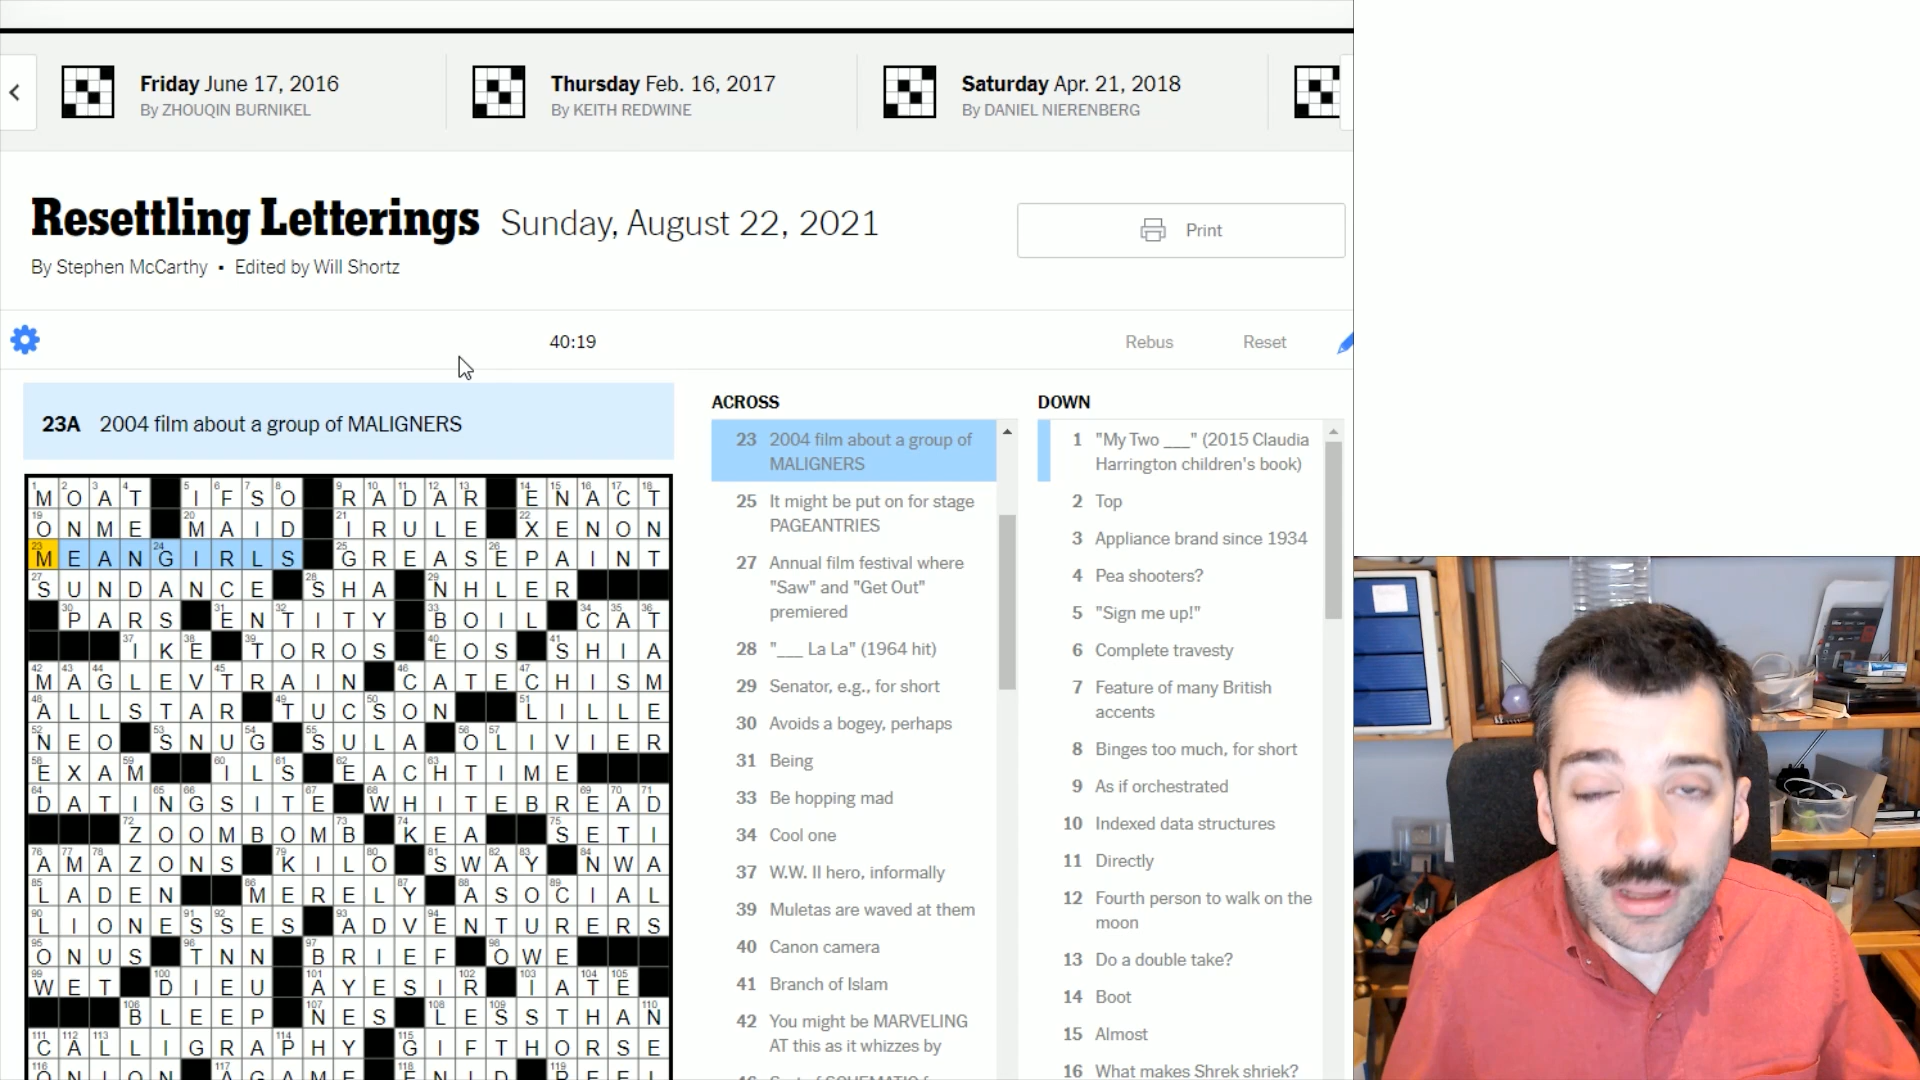 Friday June 17, 2016
By ZHOUQIN BURNIKEL
Thursday Feb. 16, 2017
By KEITH REDWINE
Saturday Apr. 21, 2018
By DANIEL NIERENBERG
Resettling Letterings Sunday, August 22, 2021
By Stephen McCarthy • Edited by Will Shortz
Print
40:19
Rebus
Reset
23A 2004 film about a group of MALIGNERS
MOAT IFSO RADAR ENACT
ONME MAID IRULE XENON
MEANGIRLS GREASEPAINT
SUNDANCE SHA NHLER
PARS ENTITY BOIL CAT
IKE TOROS EOS SHIA
MAGLEVTRAIN CATECHISM
ALLSTAR TUCSON LILLE
NEO SNUG SULA OLIVIER
EXAM ILS EACHTIME
DATINGSITE WHITEBREAD
ZOOMBOMB KEA SETI
AMAZONS KILO SWAY NWA
LADEN MERELY ASOCIAL
LIONESSES ADVENTURERS
ONUS TNN BRIEF OWE
WET DIEU AYESIR IATE
BLEEP NES LESSTHAN
CALLIGRAPHY GIFTHORSE
ACROSS
23 2004 film about a group of
MALIGNERS
25 It might be put on for stage
PAGEANTRIES
27 Annual film festival where
"Saw" and "Get Out"
premiered
28 "___ La La" (1964 hit)
29 Senator, e.g., for short
30 Avoids a bogey, perhaps
31 Being
33 Be hopping mad
34 Cool one
37 W.W. II hero, informally
39 Muletas are waved at them
40 Canon camera
41 Branch of Islam
42 You might be MARVELING
AT this as it whizzes by
DOWN
1 "My Two ___" (2015 Claudia
Harrington children's book)
2 Top
3 Appliance brand since 1934
4 Pea shooters?
5 "Sign me up!"
6 Complete travesty
7 Feature of many British
accents
8 Binges too much, for short
9 As if orchestrated
10 Indexed data structures
11 Directly
12 Fourth person to walk on the
moon
13 Do a double take?
14 Boot
15 Almost
16 What makes Shrek shriek?